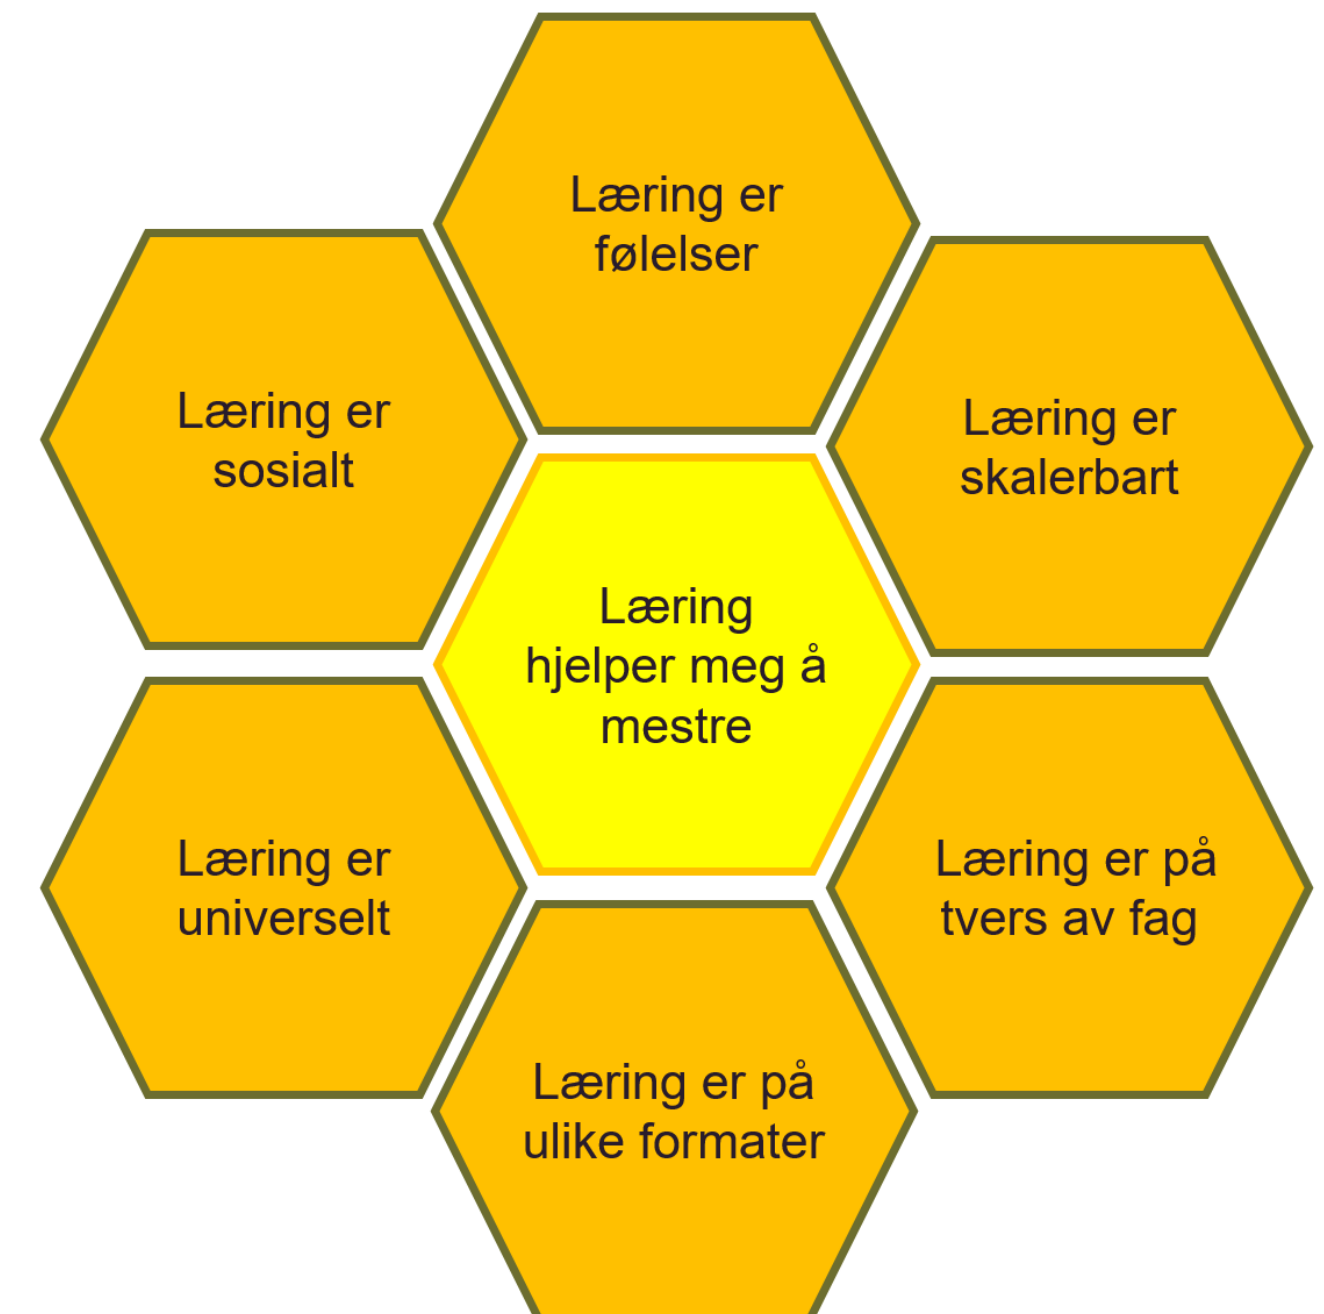 Læring er
følelser
Læring er
sosialt
Læring er
skalerbart
Læring
hjelper meg å
mestre
Læring er
universelt
Læring er på
tvers av fag
Læring er på
ulike formater